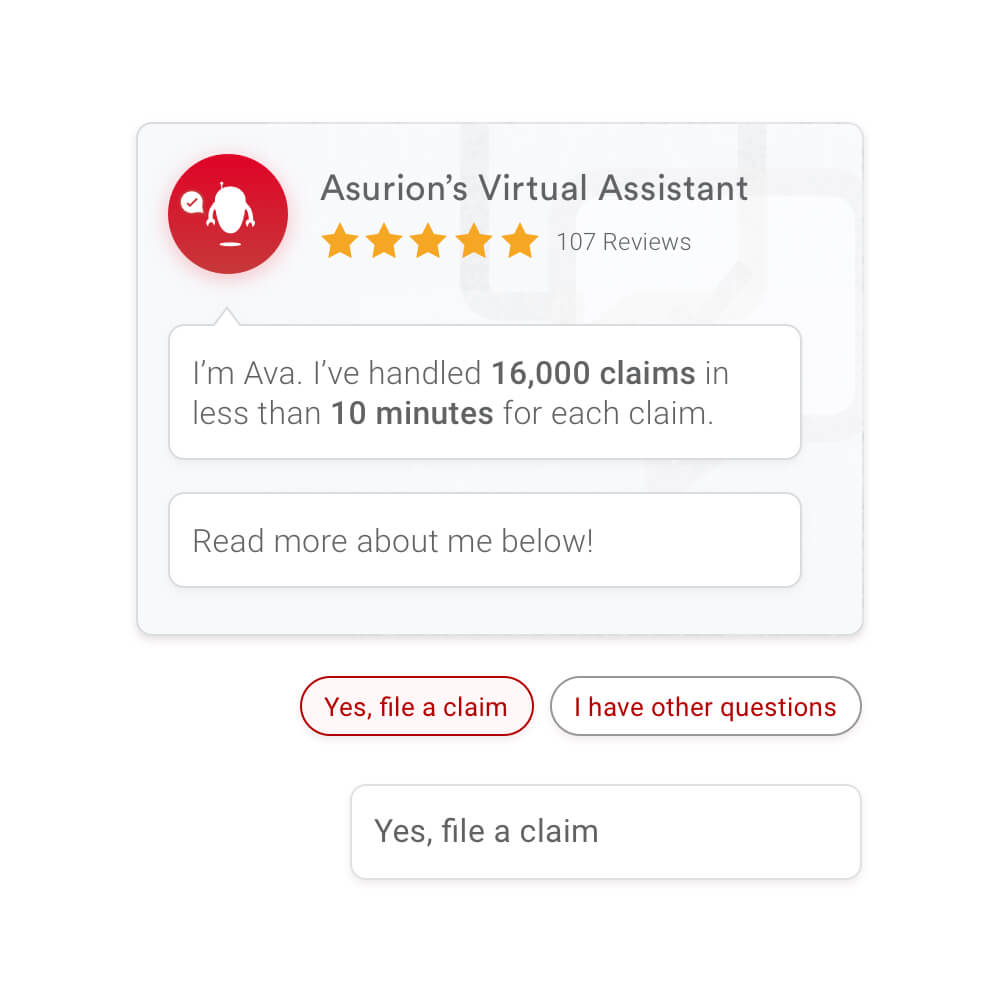 Asurion’s Virtual Assistant
107 Reviews
I’m Ava. I’ve handled 16,000 claims in
less than 10 minutes for each claim.
Read more about me below!
Yes, file a claim
I have other questions
Yes, file a claim